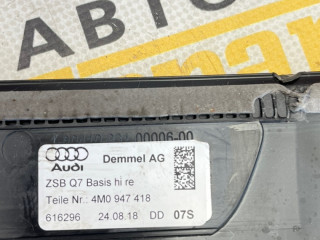 АВТО
00006-00
Audi
Demmel AG
ZSB Q7 Basis hi re
Teile Nr.: 4M0 947 418
616296 24.08.18 DD 07S